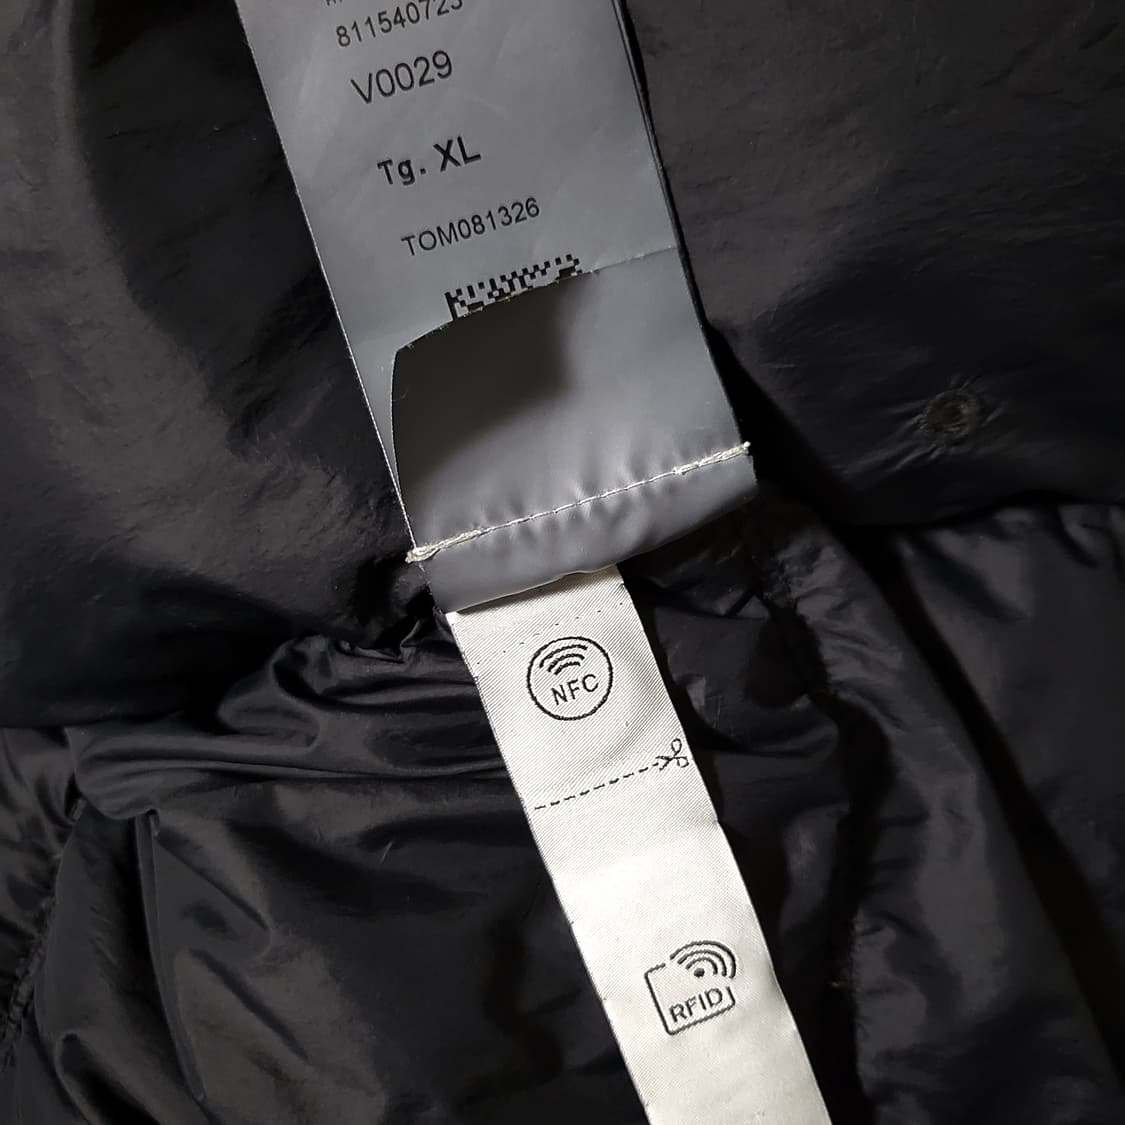 811540723
V0029
Tg. XL
TOM081326
NFC
RFID